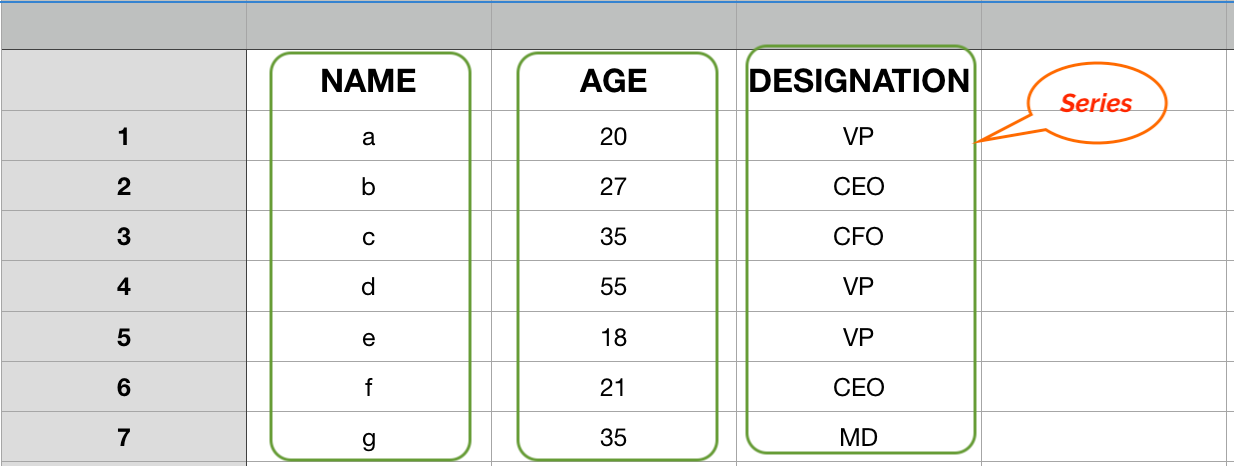 NAME AGE DESIGNATION
Series
1 a 20 VP
2 b 27 CEO
3 c 35 CFO
4 d 55 VP
5 e 18 VP
6 f 21 CEO
7 g 35 MD